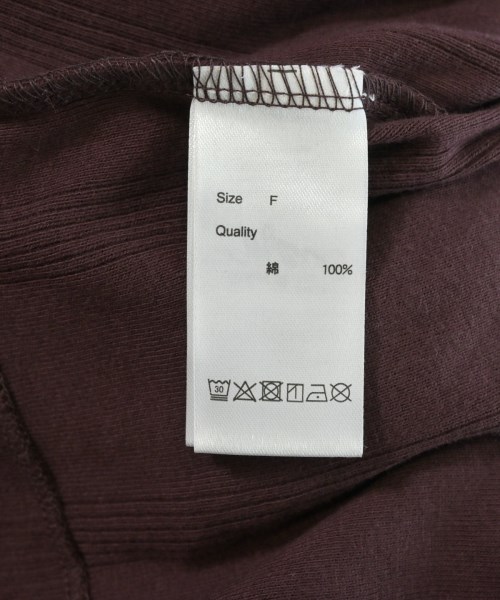 Size F
Quality
綿 100%
30